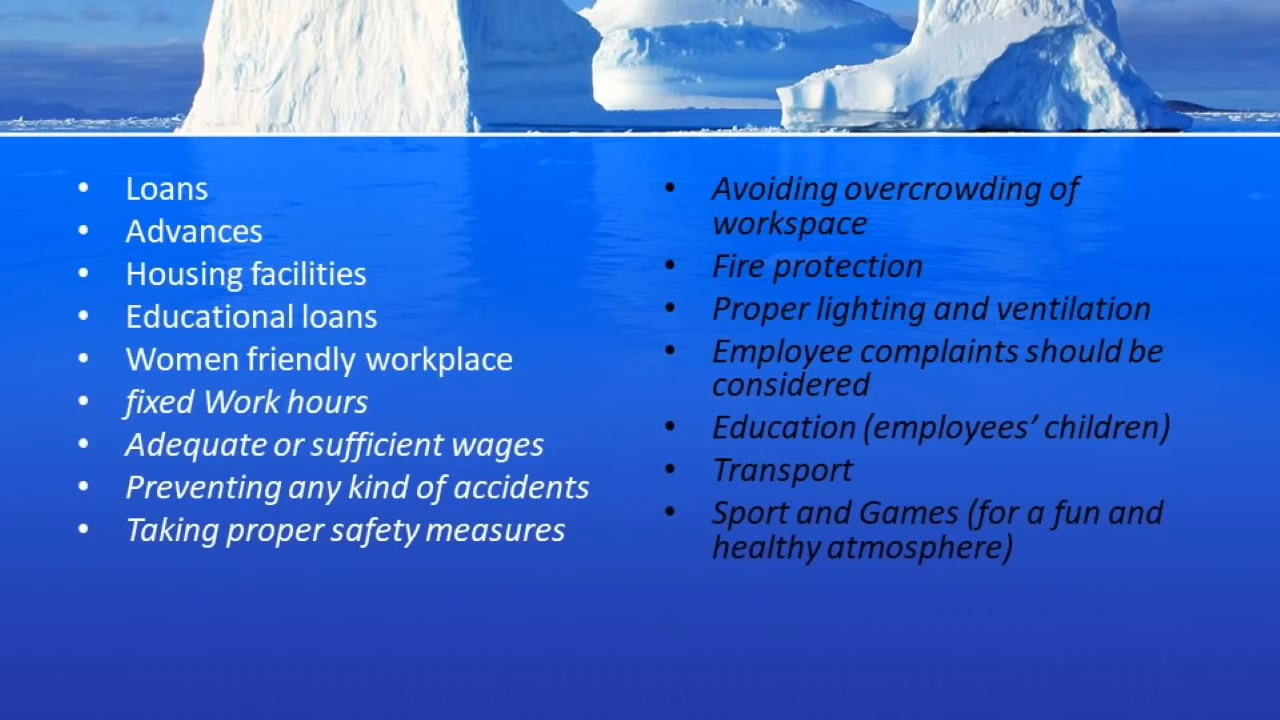 • Loans
• Advances
• Housing facilities
• Educational loans
• Women friendly workplace
• fixed Work hours
• Adequate or sufficient wages
• Preventing any kind of accidents
• Taking proper safety measures
• Avoiding overcrowding of
workspace
• Fire protection
• Proper lighting and ventilation
• Employee complaints should be
considered
• Education (employees’ children)
• Transport
• Sport and Games (for a fun and
healthy atmosphere)